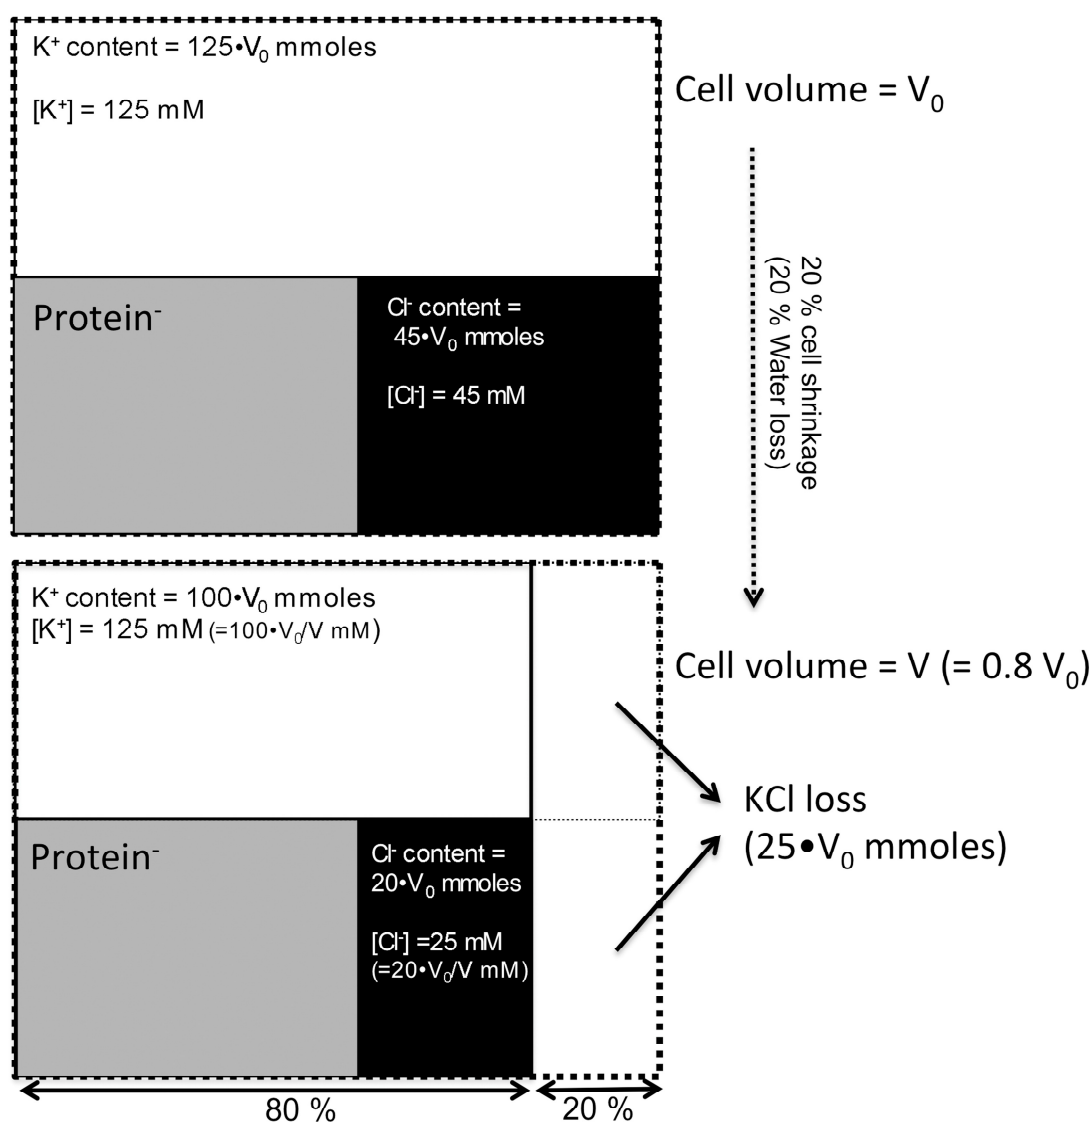 K⁺ content = 125•V₀ mmoles
[K⁺] = 125 mM
Cell volume = V₀
Protein⁻
Cl⁻ content =
45•V₀ mmoles
[Cl⁻] = 45 mM
20 % cell shrinkage
(20 % Water loss)
K⁺ content = 100•V₀ mmoles
[K⁺] = 125 mM (=100•V₀/V mM)
Cell volume = V (= 0.8 V₀)
KCl loss
(25•V₀ mmoles)
Protein⁻
Cl⁻ content =
20•V₀ mmoles
[Cl⁻] =25 mM
(=20•V₀/V mM)
80 %
20 %